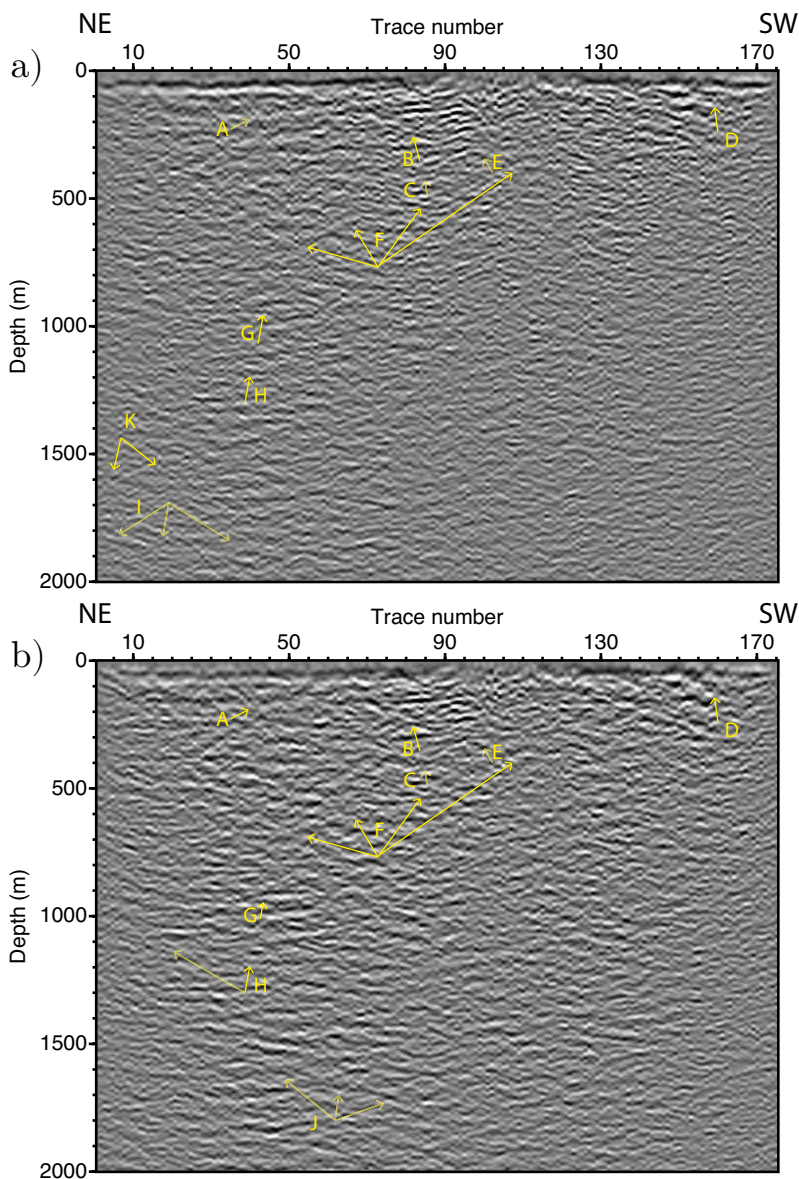 NE Trace number SW
a) 10 50 90 130 170
0
A B E D
C
500
F
Depth (m)
1000
G
H
K
1500
I
2000
NE Trace number SW
b) 10 50 90 130 170
0
A B E D
C
500
F
Depth (m)
1000
G
H
1500
J
2000